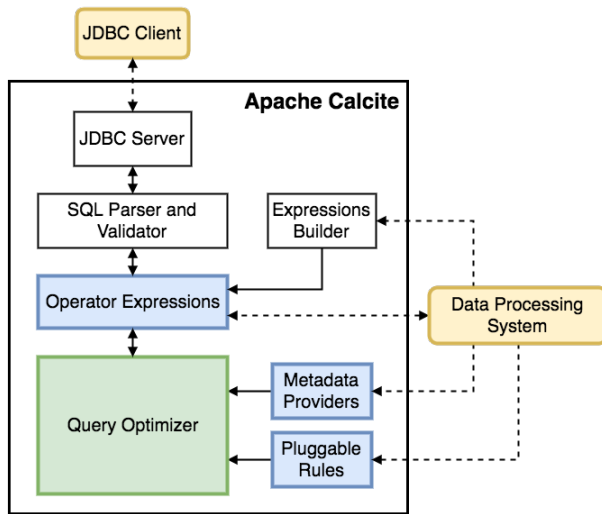 JDBC Client
Apache Calcite
JDBC Server
SQL Parser and
Validator
Expressions
Builder
Operator Expressions
Data Processing
System
Metadata
Providers
Query Optimizer
Pluggable
Rules